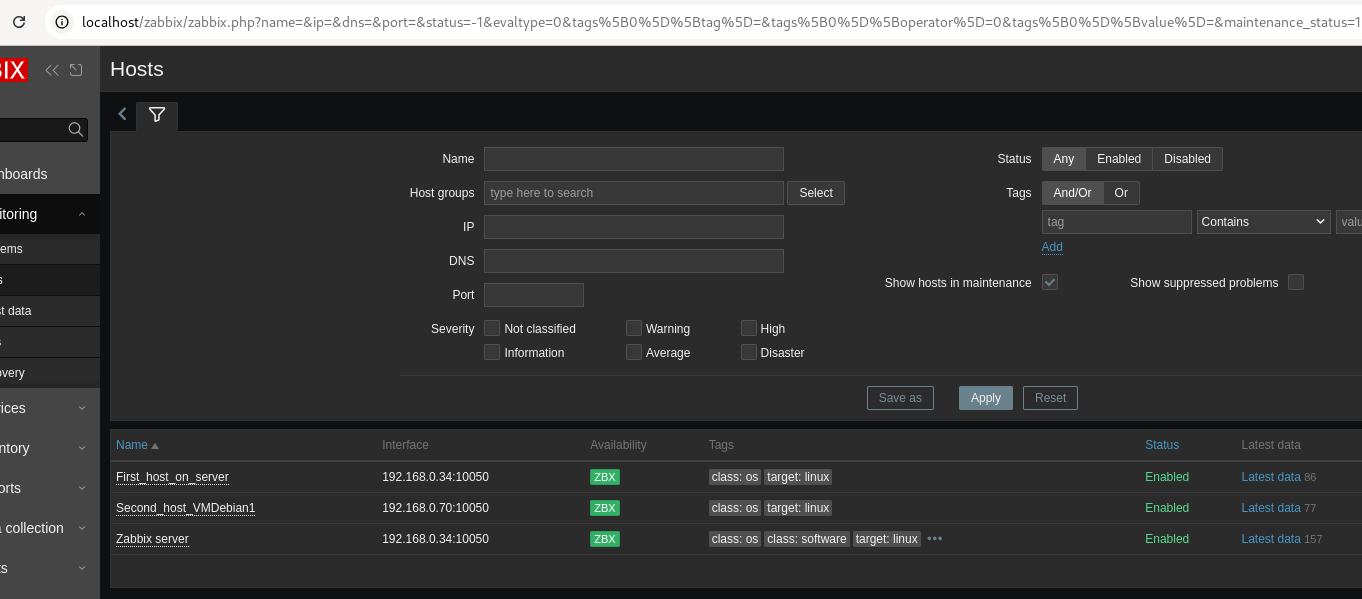 localhost/zabbix/zabbix.php?name=&ip=&dns=&port=&status=-1&evaltype=0&tags%5B0%5D%5Btag%5D=&tags%5B0%5D%5Boperator%5D=0&tags%5B0%5D%5Bvalue%5D=&maintenance_status=1
BIX
Hosts
nboards
itoring
ems
s
st data
s
overy
ices
ntory
orts
a collection
ts
Name
Host groups type here to search Select
IP
DNS
Port
Severity Not classified Warning High
Information Average Disaster
Status Any Enabled Disabled
Tags And/Or Or
tag Contains valu
Add
Show hosts in maintenance Show suppressed problems
Save as Apply Reset
Name Interface Availability Tags Status Latest data
First_host_on_server 192.168.0.34:10050 ZBX class: os target: linux Enabled Latest data 86
Second_host_VMDebian1 192.168.0.70:10050 ZBX class: os target: linux Enabled Latest data 77
Zabbix server 192.168.0.34:10050 ZBX class: os class: software target: linux ••• Enabled Latest data 157